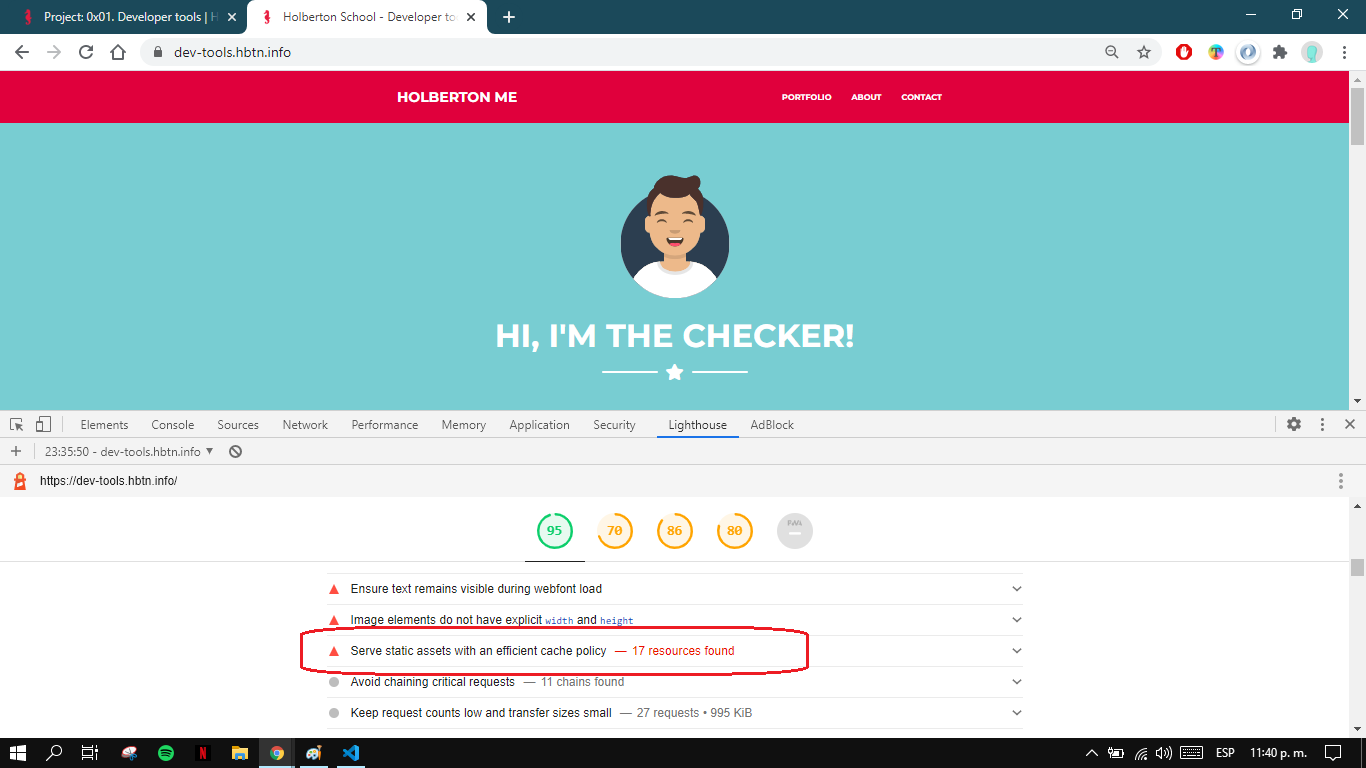 Project: 0x01. Developer tools | H
Holberton School - Developer to
dev-tools.hbtn.info
HOLBERTON ME
PORTFOLIO ABOUT CONTACT
HI, I'M THE CHECKER!
Elements Console Sources Network Performance Memory Application Security Lighthouse AdBlock
23:35:50 - dev-tools.hbtn.info
https://dev-tools.hbtn.info/
95 70 86 80 PWA
Ensure text remains visible during webfont load
Image elements do not have explicit width and height
Serve static assets with an efficient cache policy — 17 resources found
Avoid chaining critical requests — 11 chains found
Keep request counts low and transfer sizes small — 27 requests • 995 KiB
ESP 11:40 p. m.